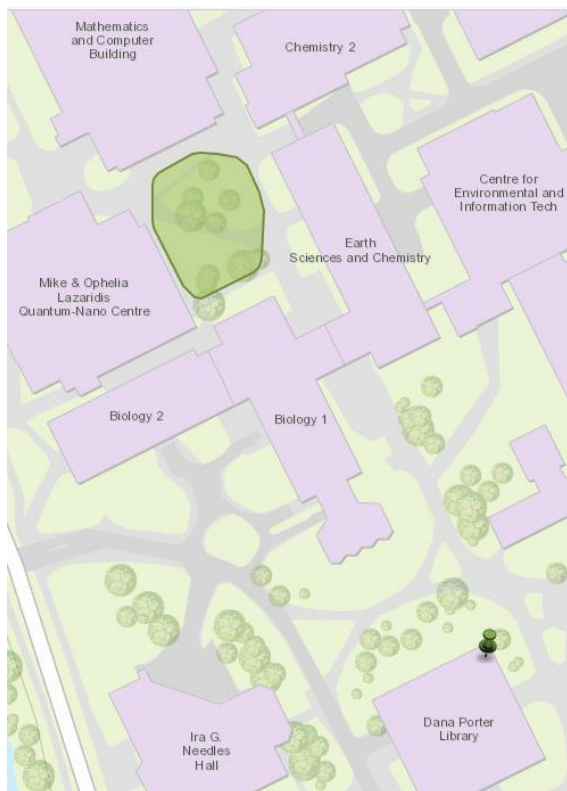 Mathematics
and Computer
Building
Chemistry 2
Centre for
Environmental and
Information Tech
Earth
Sciences and Chemistry
Mike & Ophelia
Lazaridis
Quantum-Nano Centre
Biology 2
Biology 1
Ira G.
Needles
Hall
Dana Porter
Library